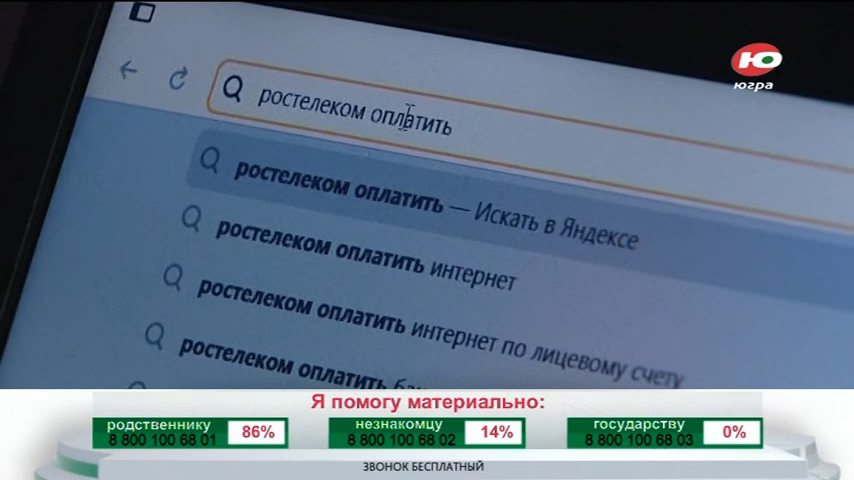 Ю
югра
ростелеком оплатить
ростелеком оплатить — Искать в Яндексе
ростелеком оплатить интернет
ростелеком оплатить интернет по лицевому счету
ростелеком оплатить
Я помогу материально:
родственнику
8 800 100 68 01
86%
незнакомцу
8 800 100 68 02
14%
государству
8 800 100 68 03
0%
ЗВОНОК БЕСПЛАТНЫЙ